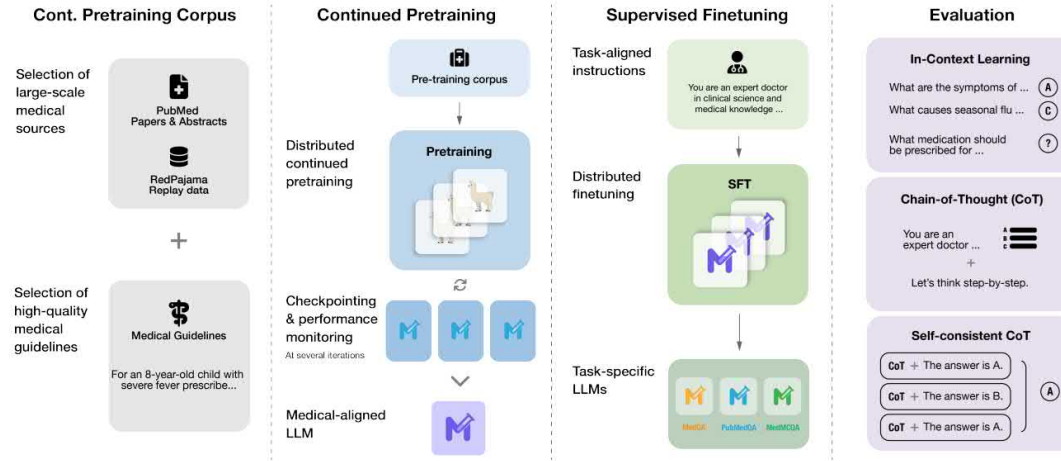 Cont. Pretraining Corpus
Selection of
large-scale
medical
sources
PubMed
Papers & Abstracts
RedPajama
Replay data
+
Selection of
high-quality
medical
guidelines
Medical Guidelines
For an 8-year-old child with
severe fever prescribe...
Continued Pretraining
Pre-training corpus
Distributed
continued
pretraining
Pretraining
Checkpointing
& performance
monitoring
At several iterations
Medical-aligned
LLM
Supervised Finetuning
Task-aligned
instructions
You are an expert doctor
in clinical science and
medical knowledge ...
Distributed
finetuning
SFT
Task-specific
LLMs
MedQA
PubMedQA
MedMCQA
Evaluation
In-Context Learning
What are the symptoms of ... A
What causes seasonal flu ... C
What medication should
be prescribed for ... ?
Chain-of-Thought (CoT)
You are an
expert doctor ...
A
B
C
+
Let's think step-by-step.
Self-consistent CoT
CoT + The answer is A.
CoT + The answer is B.
CoT + The answer is A.
A